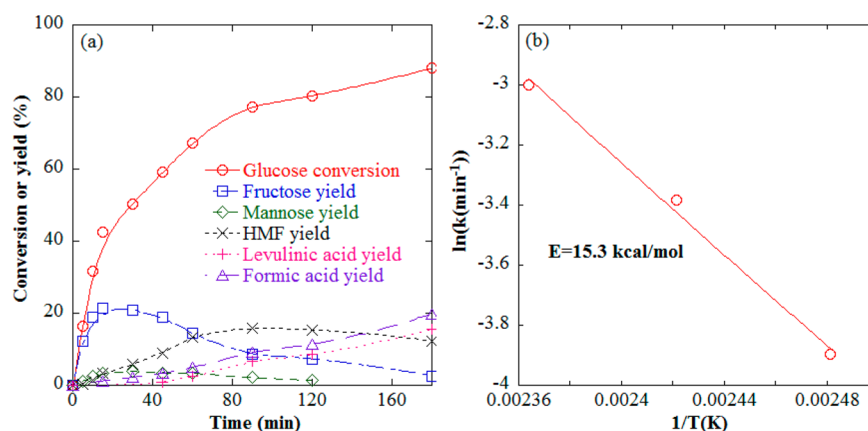 (a)
Conversion or yield (%)
100
80
60
40
20
0
Glucose conversion
Fructose yield
Mannose yield
HMF yield
Levulinic acid yield
Formic acid yield
0 40 80 120 160
Time (min)
(b)
ln(k(min⁻¹))
-2.8
-3
-3.4
-3.6
-3.8
-4
E=15.3 kcal/mol
0.00236 0.0024 0.00244 0.00248
1/T(K)